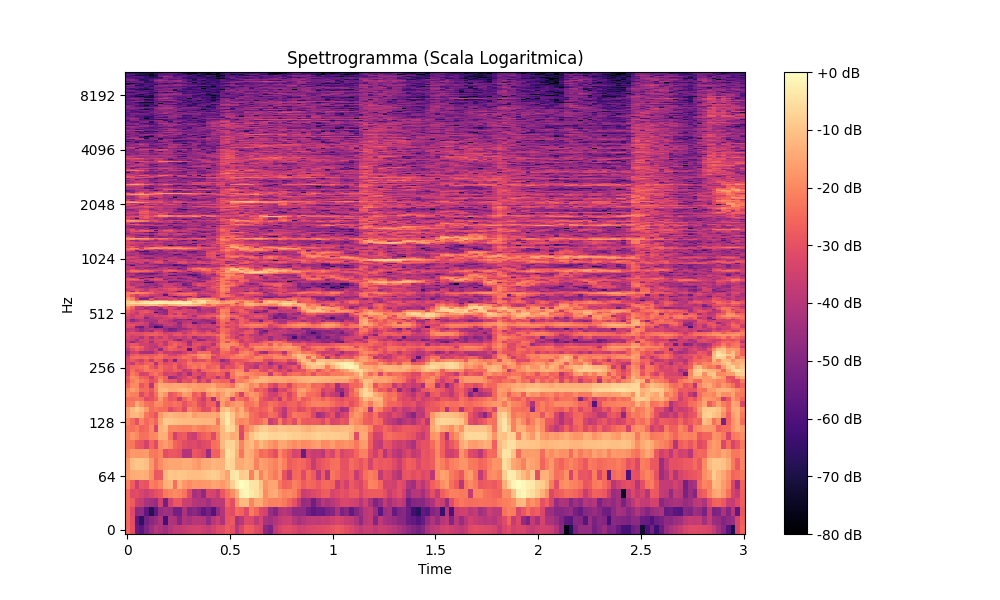 Spettrogramma (Scala Logaritmica)
Hz
8192
4096
2048
1024
512
256
128
64
0
0 0.5 1 1.5 2 2.5 3
Time
+0 dB
-10 dB
-20 dB
-30 dB
-40 dB
-50 dB
-60 dB
-70 dB
-80 dB